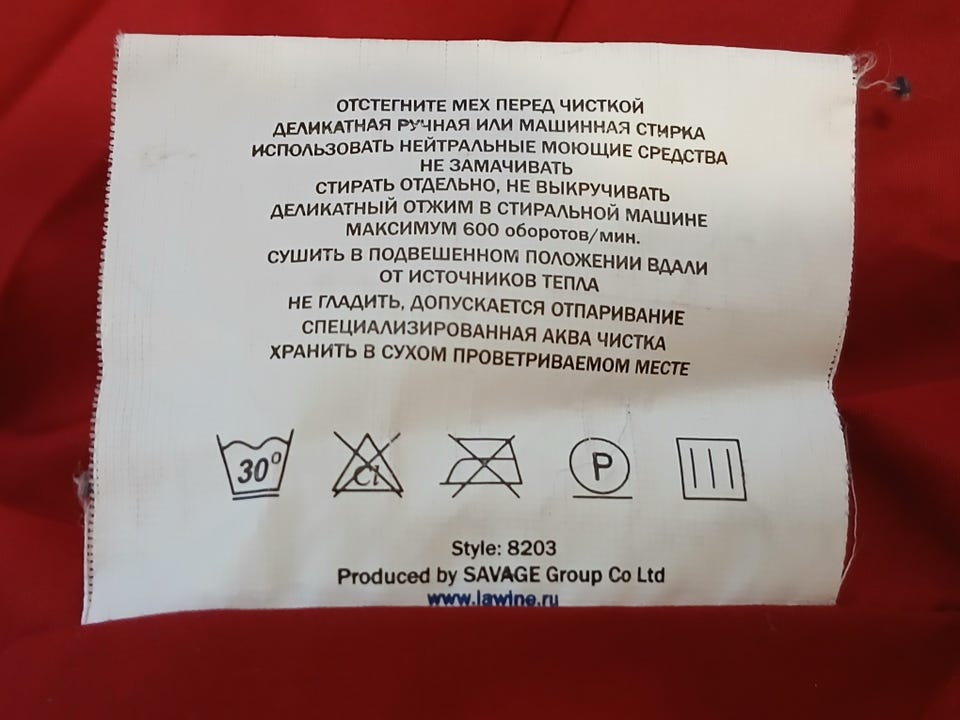 ОТСТЕГНИТЕ МЕХ ПЕРЕД ЧИСТКОЙ
ДЕЛИКАТНАЯ РУЧНАЯ ИЛИ МАШИННАЯ СТИРКА
ИСПОЛЬЗОВАТЬ НЕЙТРАЛЬНЫЕ МОЮЩИЕ СРЕДСТВА
НЕ ЗАМАЧИВАТЬ
СТИРАТЬ ОТДЕЛЬНО, НЕ ВЫКРУЧИВАТЬ
ДЕЛИКАТНЫЙ ОТЖИМ В СТИРАЛЬНОЙ МАШИНЕ
МАКСИМУМ 600 оборотов/мин.
СУШИТЬ В ПОДВЕШЕННОМ ПОЛОЖЕНИИ ВДАЛИ
ОТ ИСТОЧНИКОВ ТЕПЛА
НЕ ГЛАДИТЬ, ДОПУСКАЕТСЯ ОТПАРИВАНИЕ
СПЕЦИАЛИЗИРОВАННАЯ АКВА ЧИСТКА
ХРАНИТЬ В СУХОМ ПРОВЕТРИВАЕМОМ МЕСТЕ
30° Cl P
Style: 8203
Produced by SAVAGE Group Co Ltd
www.lawine.ru